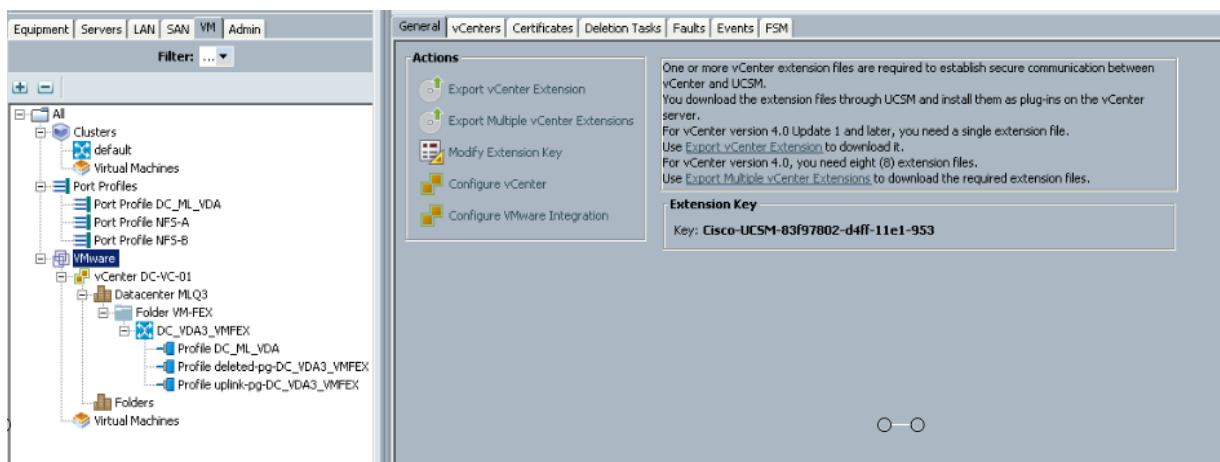 Equipment Servers LAN SAN VM Admin
Filter: ...
All
Clusters
default
Virtual Machines
Port Profiles
Port Profile DC_ML_VDA
Port Profile NFS-A
Port Profile NFS-B
VMware
vCenter DC-VC-01
Datacenter MLQ3
Folder VM-FEX
DC_VDA3_VMFEX
Profile DC_ML_VDA
Profile deleted-pg-DC_VDA3_VMFEX
Profile uplink-pg-DC_VDA3_VMFEX
Folders
Virtual Machines
General vCenters Certificates Deletion Tasks Faults Events FSM
Actions
Export vCenter Extension
Export Multiple vCenter Extensions
Modify Extension Key
Configure vCenter
Configure VMware Integration
One or more vCenter extension files are required to establish secure communication between
vCenter and UCSM.
You download the extension files through UCSM and install them as plug-ins on the vCenter
server.
For vCenter version 4.0 Update 1 and later, you need a single extension file.
Use Export vCenter Extension to download it.
For vCenter version 4.0, you need eight (8) extension files.
Use Export Multiple vCenter Extensions to download the required extension files.
Extension Key
Key: Cisco-UCSM-83f97802-d4ff-11e1-953